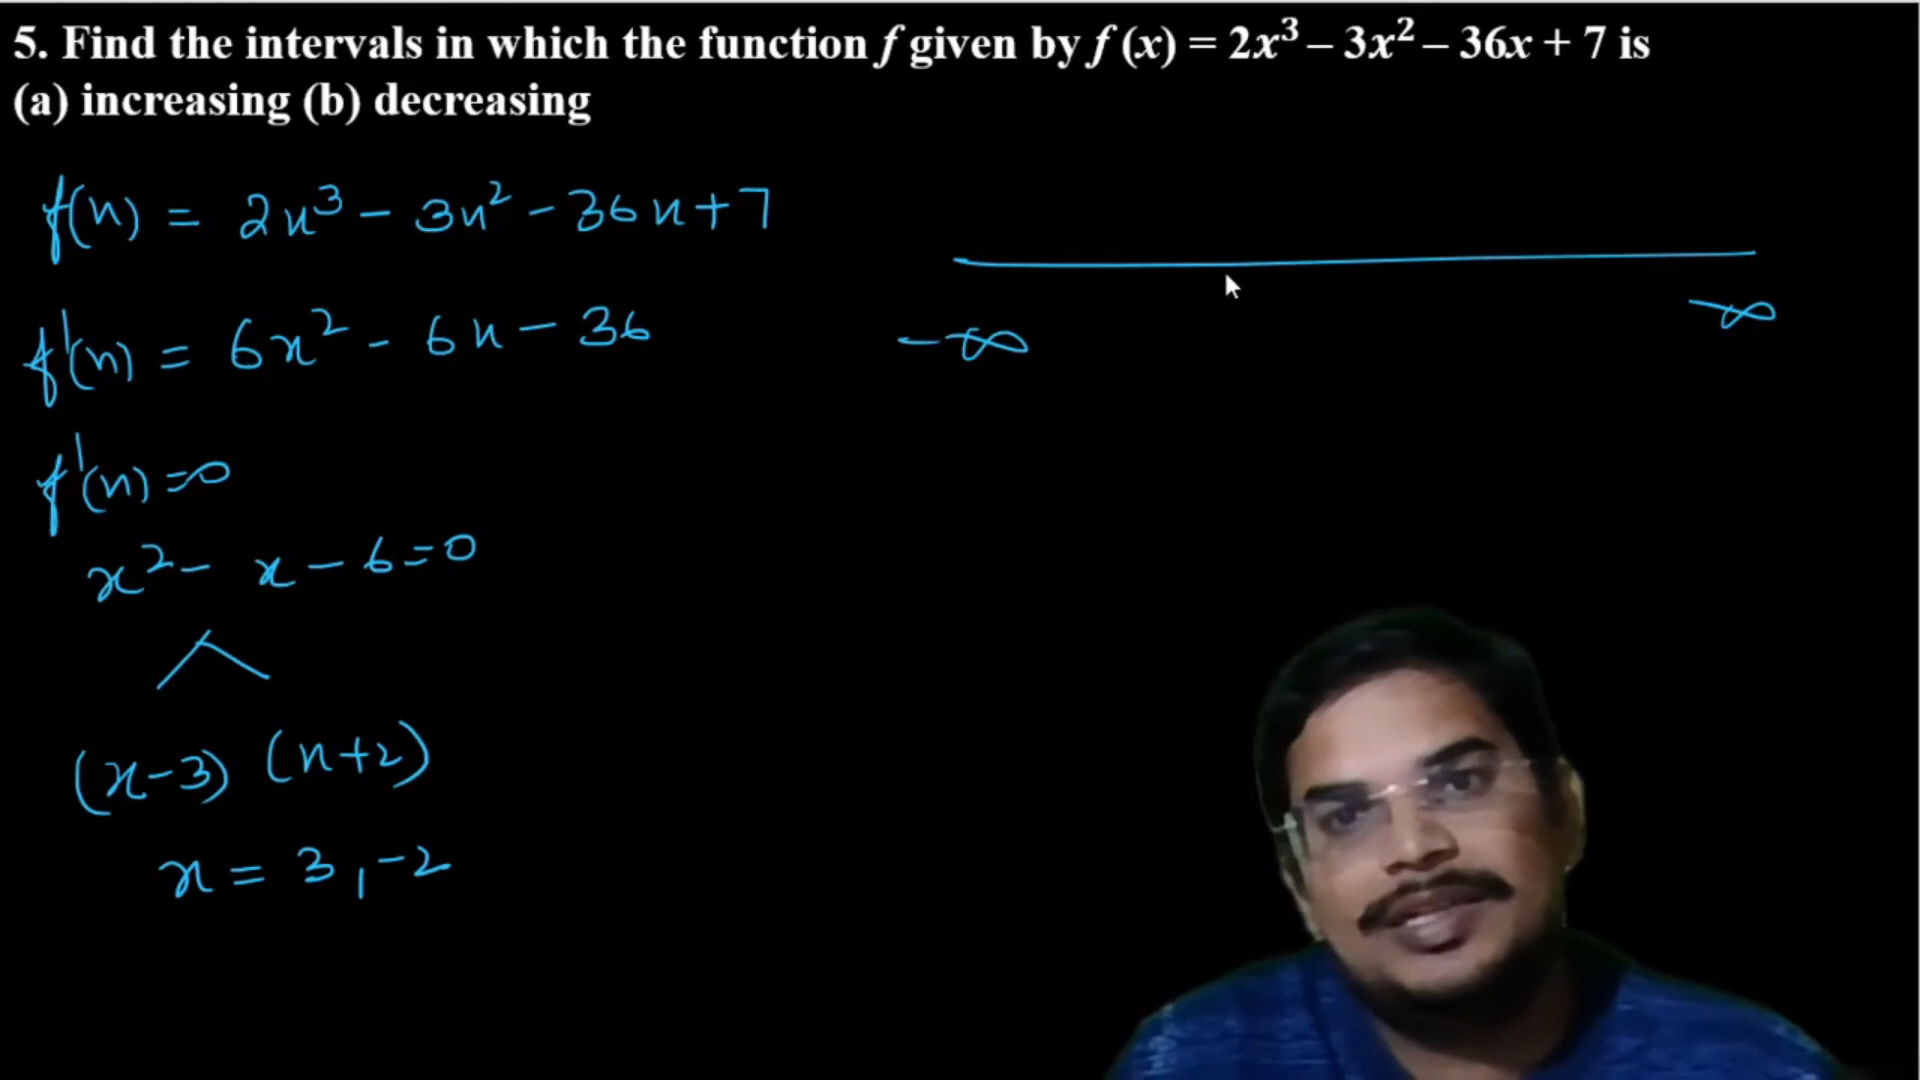 5. Find the intervals in which the function f given by f (x) = 2x³ – 3x² – 36x + 7 is
(a) increasing (b) decreasing
f(x) = 2x³ – 3x² – 36x + 7
f'(x) = 6x² – 6x – 36
f'(x) = 0
x² – x – 6 = 0
(x–3) (x+2)
x = 3, –2
–∞ ∞